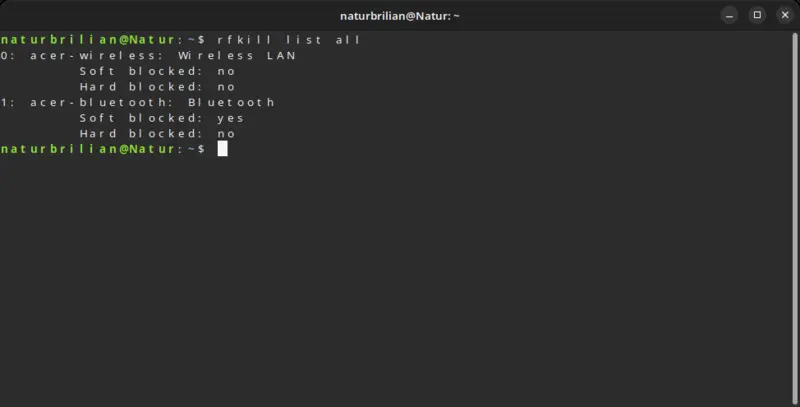 naturbrilian@Natur: ~
naturbrilian@Natur:~$ rfkill list all
0: acer-wireless: Wireless LAN
Soft blocked: no
Hard blocked: no
1: acer-bluetooth: Bluetooth
Soft blocked: yes
Hard blocked: no
naturbrilian@Natur:~$